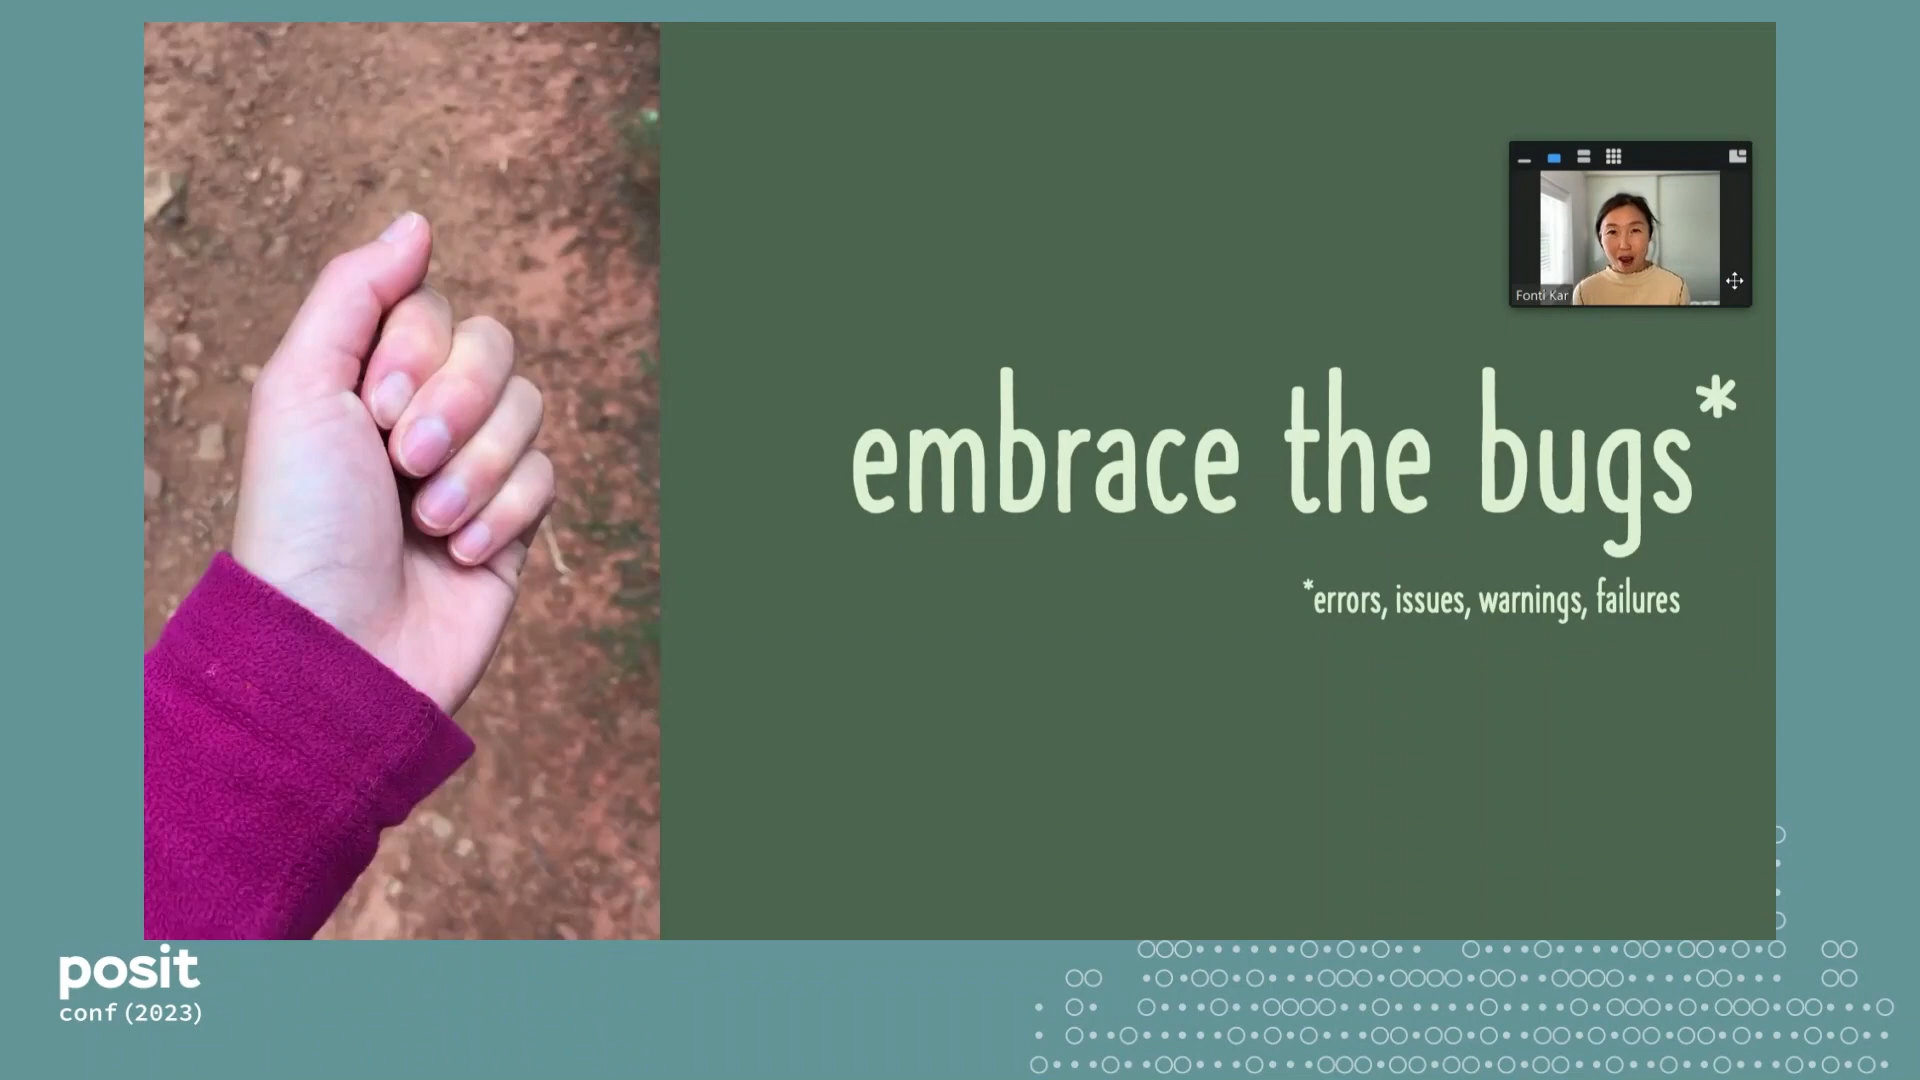 Fonti Kar
embrace the bugs*
*errors, issues, warnings, failures
posit
conf (2023)